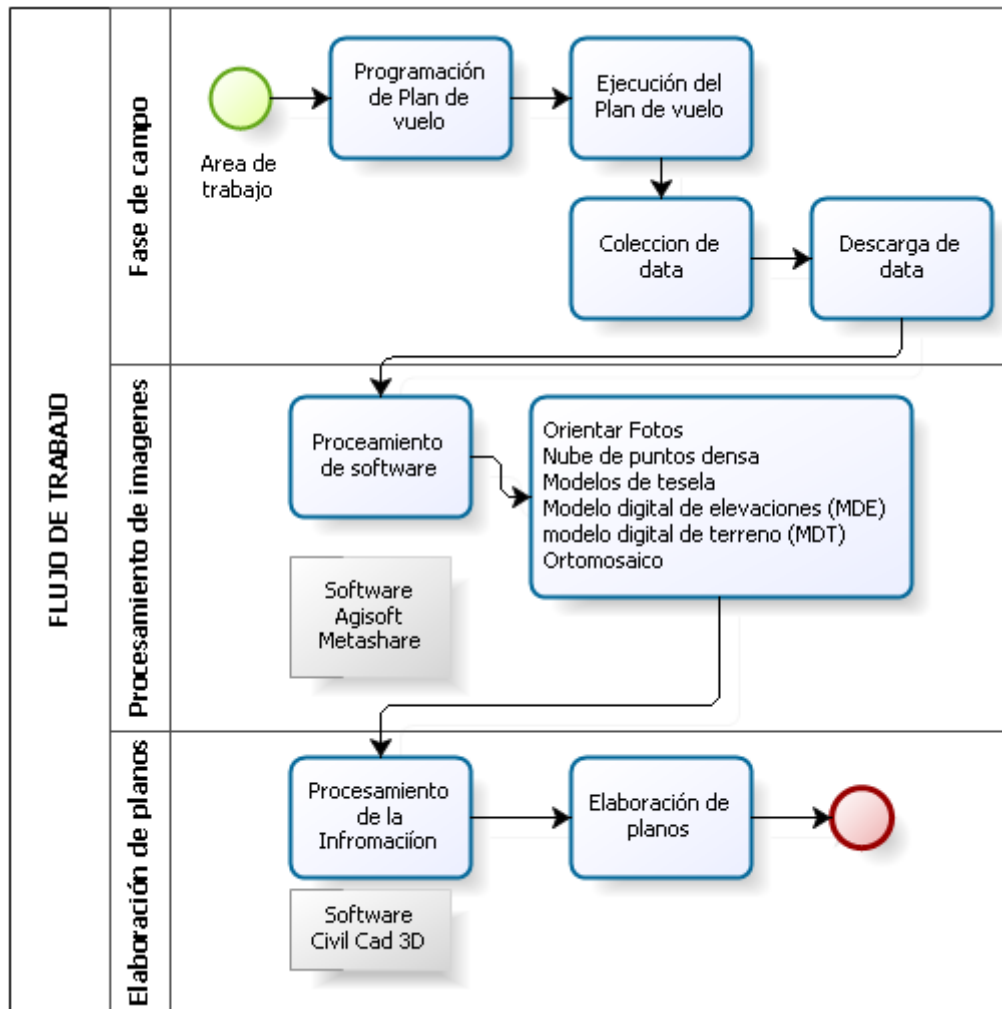 FLUJO DE TRABAJO
Fase de campo
Area de
trabajo
Programación
de Plan de
vuelo
Ejecución del
Plan de vuelo
Coleccion de
data
Descarga de
data
Procesamiento de imagenes
Proceamiento
de software
Orientar Fotos
Nube de puntos densa
Modelos de tesela
Modelo digital de elevaciones (MDE)
modelo digital de terreno (MDT)
Ortomosaico
Software
Agisoft
Metashare
Elaboración de planos
Procesamiento
de la
Infromaciíon
Elaboración de
planos
Software
Civil Cad 3D